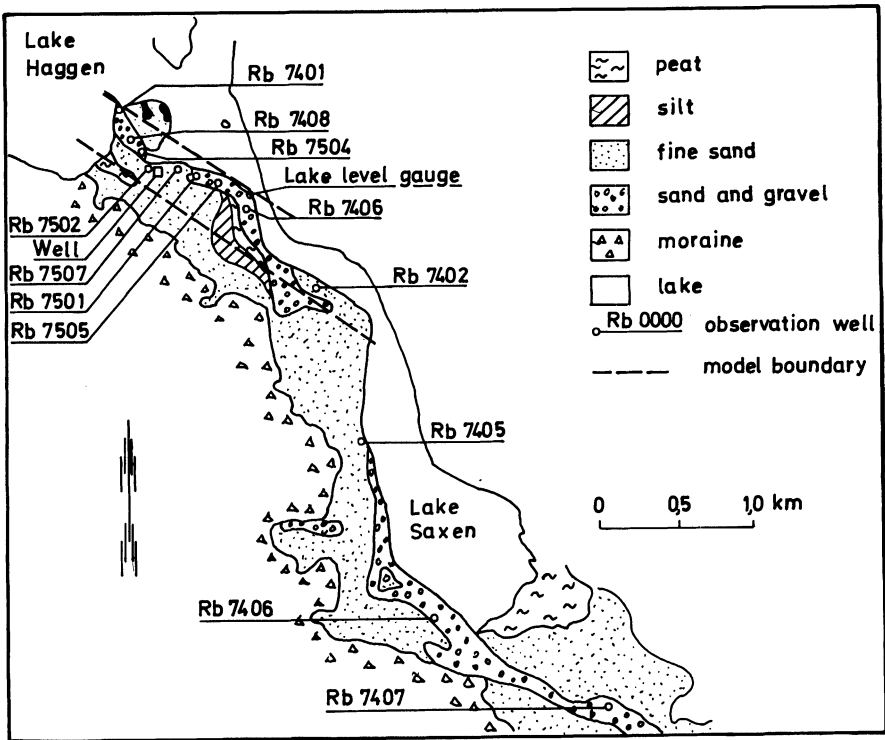 Lake
Haggen
Rb 7401
Rb 7408
Rb 7504
Lake level gauge
Rb 7406
Rb 7502
Well
Rb 7507
Rb 7501
Rb 7505
Rb 7402
Rb 7405
Lake
Saxen
Rb 7406
Rb 7407
peat
silt
fine sand
sand and gravel
moraine
lake
Rb 0000 observation well
model boundary
0 0,5 1,0 km